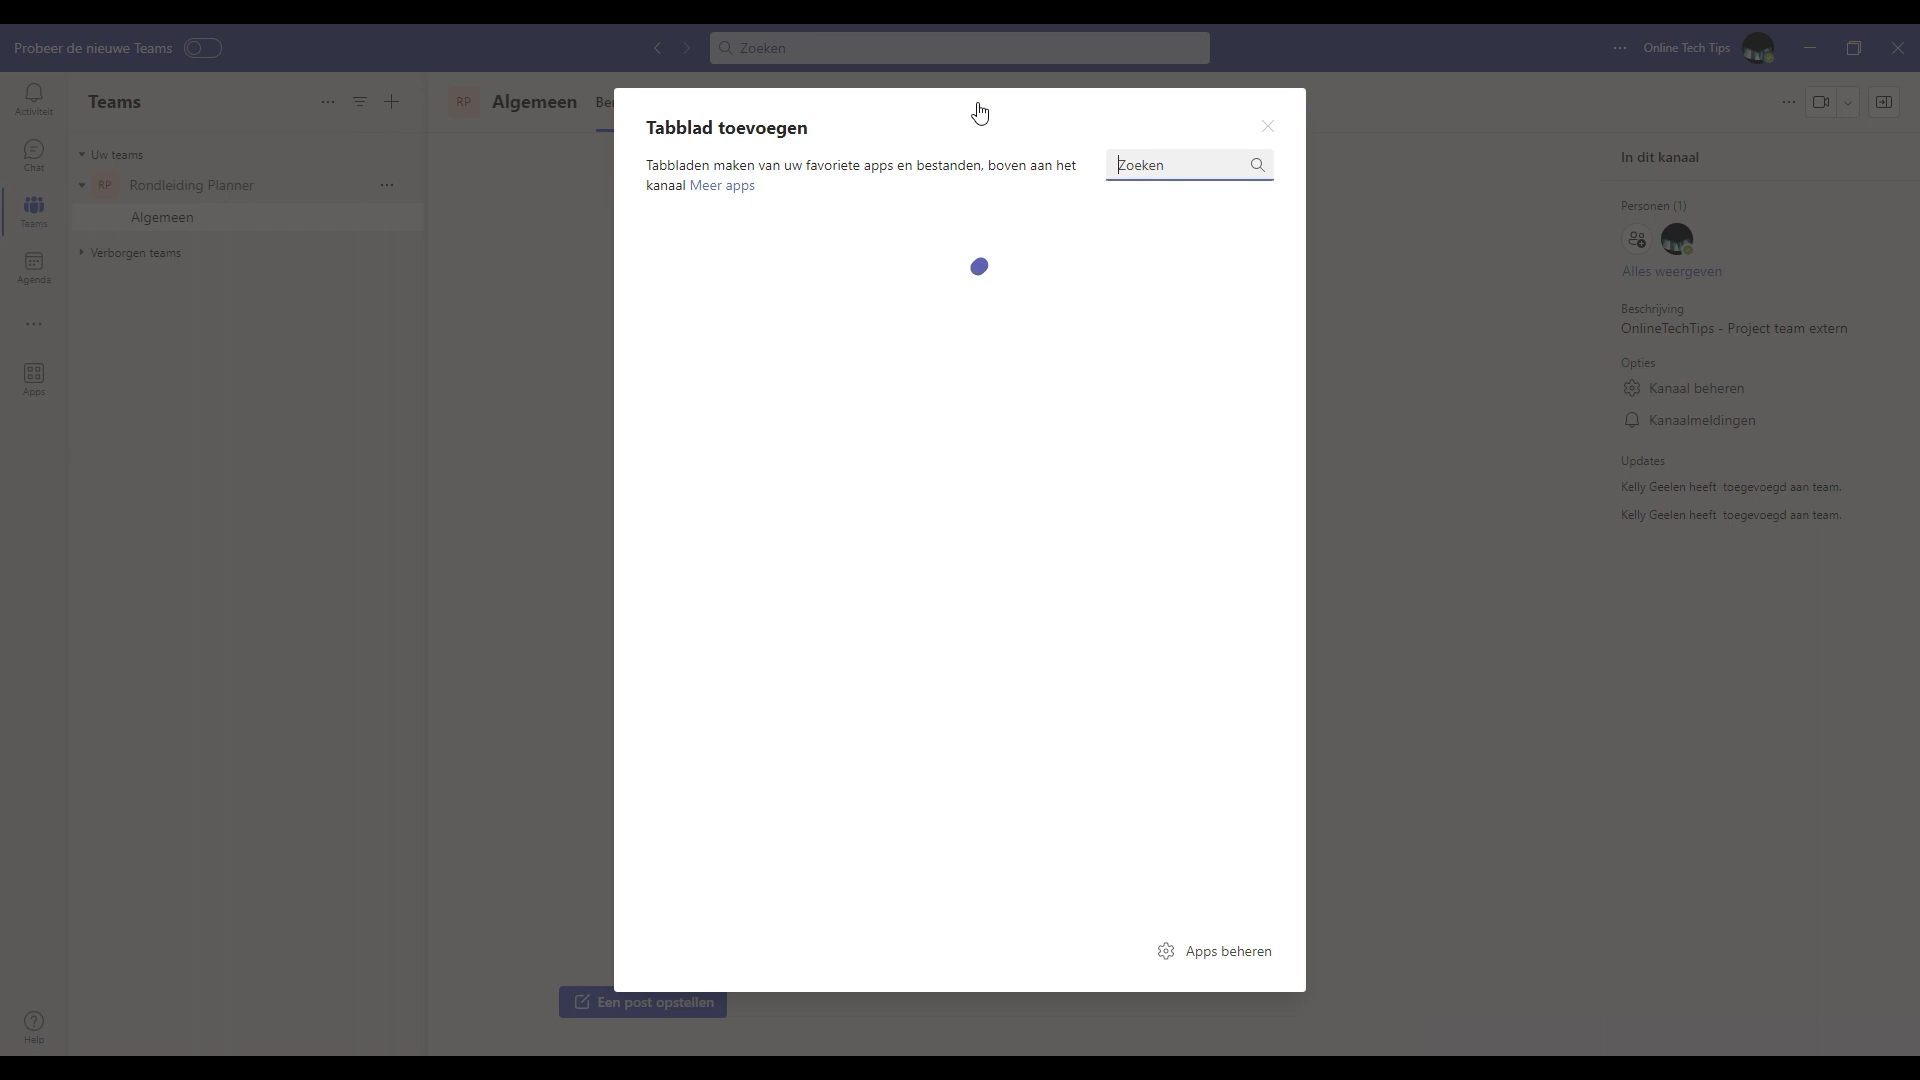 Probeer de nieuwe Teams
Zoeken
Online Tech Tips
Activiteit
Chat
Teams
Agenda
Apps
Help
Teams
Uw teams
RP Rondleiding Planner
Algemeen
Verborgen teams
RP Algemeen
Tabblad toevoegen
Tabbladen maken van uw favoriete apps en bestanden, boven aan het
kanaal Meer apps
Zoeken
Apps beheren
Een post opstellen
In dit kanaal
Personen (1)
Alles weergeven
Beschrijving
OnlineTechTips - Project team extern
Opties
Kanaal beheren
Kanaalmeldingen
Updates
Kelly Geelen heeft toegevoegd aan team.
Kelly Geelen heeft toegevoegd aan team.